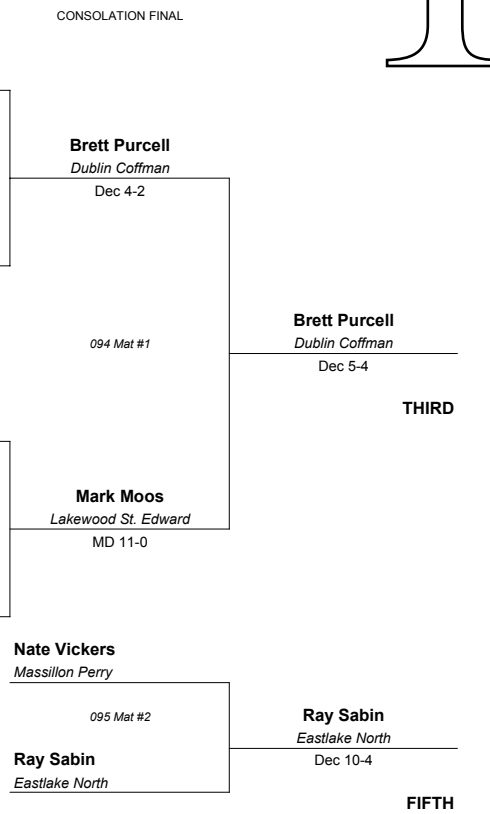 CONSOLATION FINAL
Brett Purcell
Dublin Coffman
Dec 4-2
094 Mat #1
Brett Purcell
Dublin Coffman
Dec 5-4
THIRD
Mark Moos
Lakewood St. Edward
MD 11-0
Nate Vickers
Massillon Perry
095 Mat #2
Ray Sabin
Eastlake North
Ray Sabin
Eastlake North
Dec 10-4
FIFTH